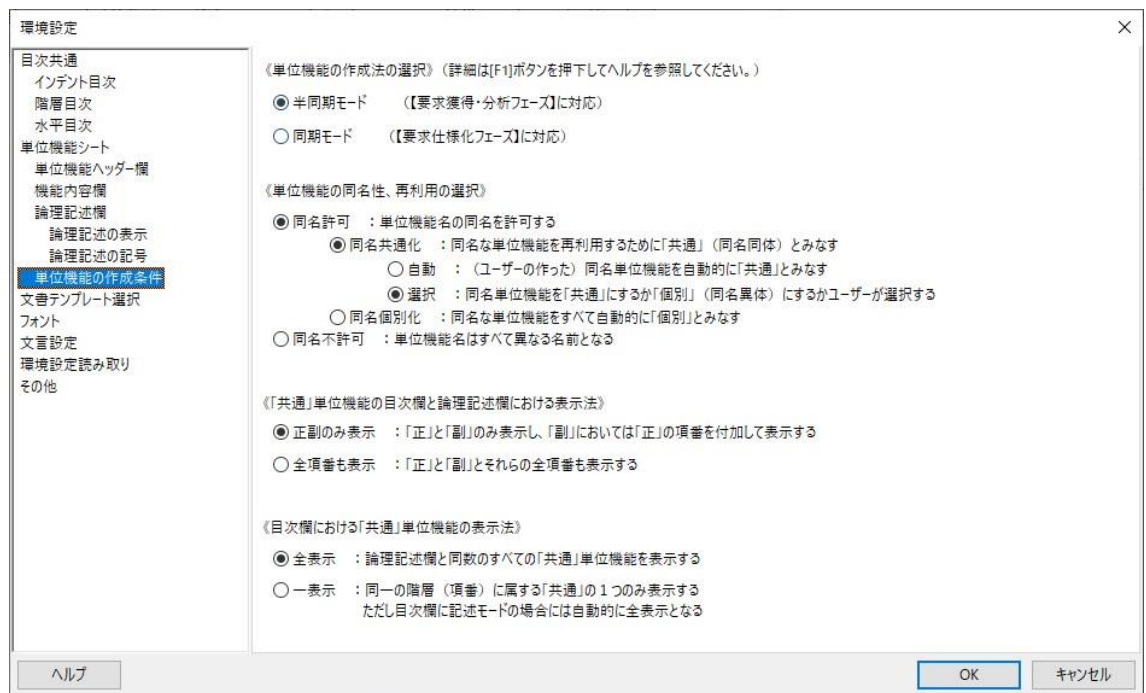 環境設定
目次共通
インデント目次
階層目次
水平目次
単位機能シート
単位機能ヘッダー欄
機能内容欄
論理記述欄
論理記述の表示
論理記述の記号
単位機能の作成条件
文書テンプレート選択
フォント
文言設定
環境設定読み取り
その他
《単位機能の作成法の選択》（詳細は[F1]ボタンを押下してヘルプを参照してください。）
半同期モード （【要求獲得・分析フェーズ】に対応）
同期モード （【要求仕様化フェーズ】に対応）
《単位機能の同名性、再利用の選択》
同名許可 ：単位機能名の同名を許可する
同名共通化 ：同名な単位機能を再利用するために「共通」（同名同体）とみなす
自動 ：（ユーザーの作った）同名単位機能を自動的に「共通」とみなす
選択 ：同名単位機能を「共通」にするか「個別」（同名異体）にするかユーザーが選択する
同名個別化 ：同名な単位機能をすべて自動的に「個別」とみなす
同名不許可 ：単位機能名はすべて異なる名前となる
《「共通」単位機能の目次欄と論理記述欄における表示法》
正副のみ表示 ：「正」と「副」のみ表示し、「副」においては「正」の項番を付加して表示する
全項番も表示 ：「正」と「副」とそれらの全項番も表示する
《目次欄における「共通」単位機能の表示法》
全表示 ：論理記述欄と同数のすべての「共通」単位機能を表示する
一表示 ：同一の階層（項番）に属する「共通」の１つのみ表示する
ただし目次欄に記述モードの場合には自動的に全表示となる
ヘルプ
OK
キャンセル